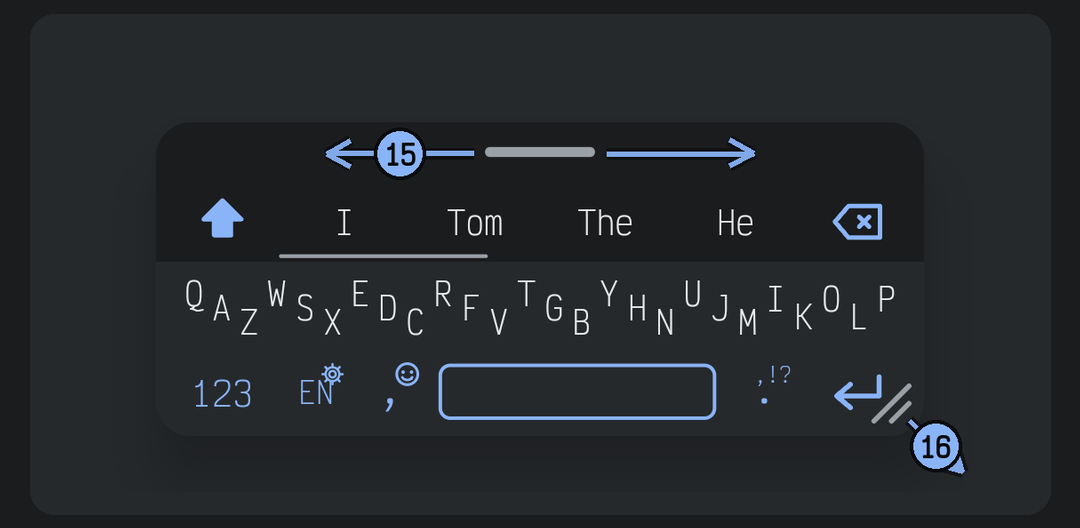 15
I Tom The He
Q A Z W S X E D C R F V T G B Y H N U J M I K O L P
123 EN , ,!? .
16